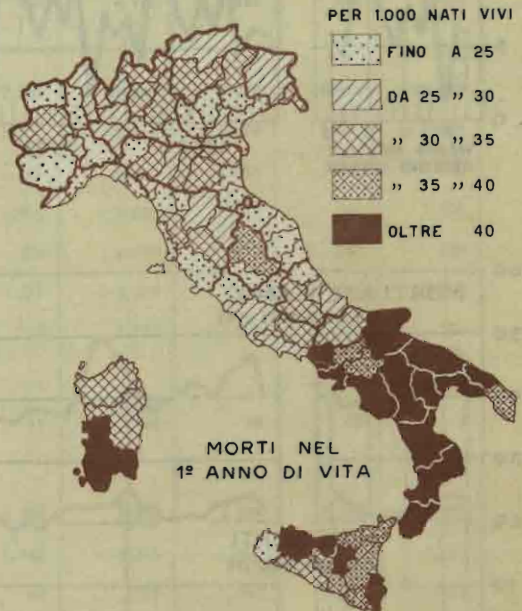 PER 1.000 NATI VIVI
FINO A 25
DA 25 ,, 30
,, 30 ,, 35
,, 35 ,, 40
OLTRE 40
MORTI NEL
1º ANNO DI VITA